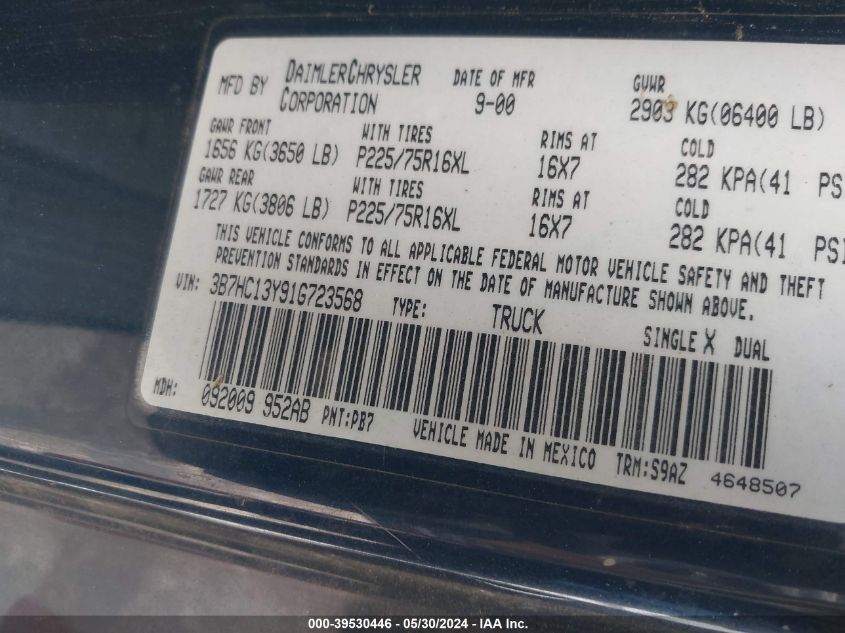 MFD BY DAIMLERCHRYSLER CORPORATION
DATE OF MFR 9-00
GVWR 2903 KG(06400 LB)
GAWR FRONT WITH TIRES RIMS AT COLD
1656 KG(3650 LB) P225/75R16XL 16X7 282 KPA(41 PSI
GAWR REAR WITH TIRES RIMS AT COLD
1727 KG(3806 LB) P225/75R16XL 16X7 282 KPA(41 PSI
THIS VEHICLE CONFORMS TO ALL APPLICABLE FEDERAL MOTOR VEHICLE SAFETY AND THEFT
PREVENTION STANDARDS IN EFFECT ON THE DATE OF MANUFACTURE SHOWN ABOVE.
VIN: 3B7HC13Y91G723568 TYPE: TRUCK SINGLE X DUAL
MDH: 092009 952AB PNT:PB7 VEHICLE MADE IN MEXICO TRM:S9AZ 4648507
000-39530446 - 05/30/2024 - IAA Inc.